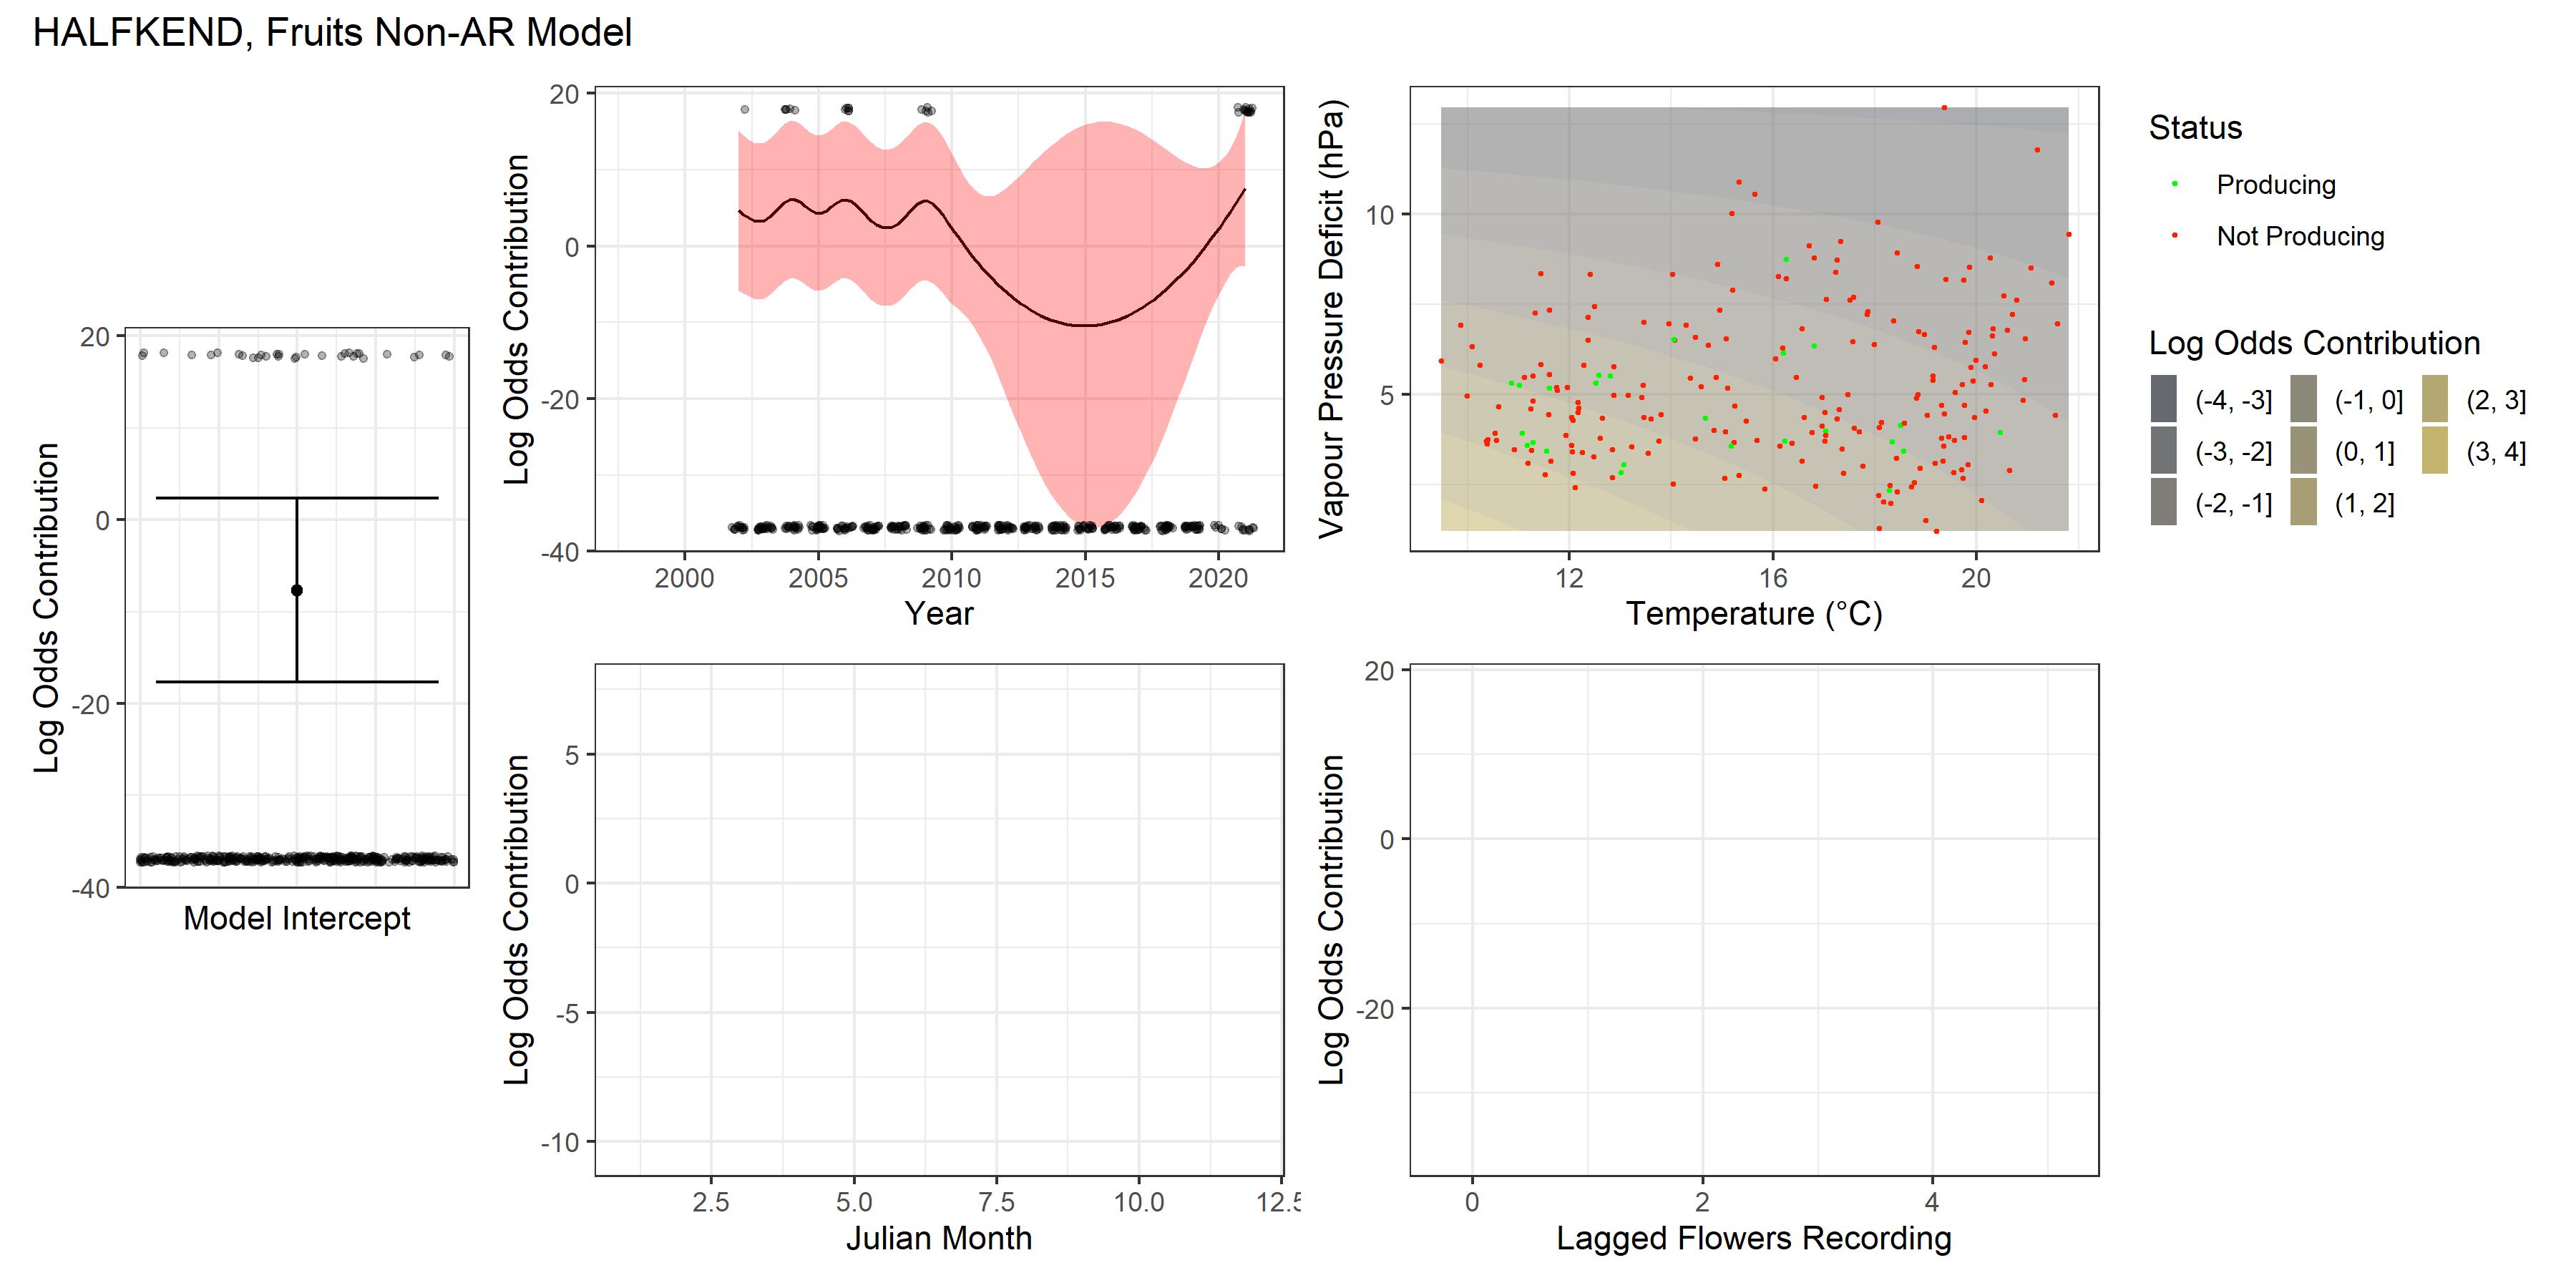 HALFKEND, Fruits Non-AR Model
Log Odds Contribution
20
0
-20
-40
Model Intercept
Log Odds Contribution
20
0
-20
-40
2000 2005 2010 2015 2020
Year
Vapour Pressure Deficit (hPa)
10
5
12 16 20
Temperature (°C)
Status
Producing
Not Producing
Log Odds Contribution
(-4, -3] (-1, 0] (2, 3]
(-3, -2] (0, 1] (3, 4]
(-2, -1] (1, 2]
Log Odds Contribution
5
0
-5
-10
2.5 5.0 7.5 10.0 12.5
Julian Month
Log Odds Contribution
20
0
-20
0 2 4
Lagged Flowers Recording